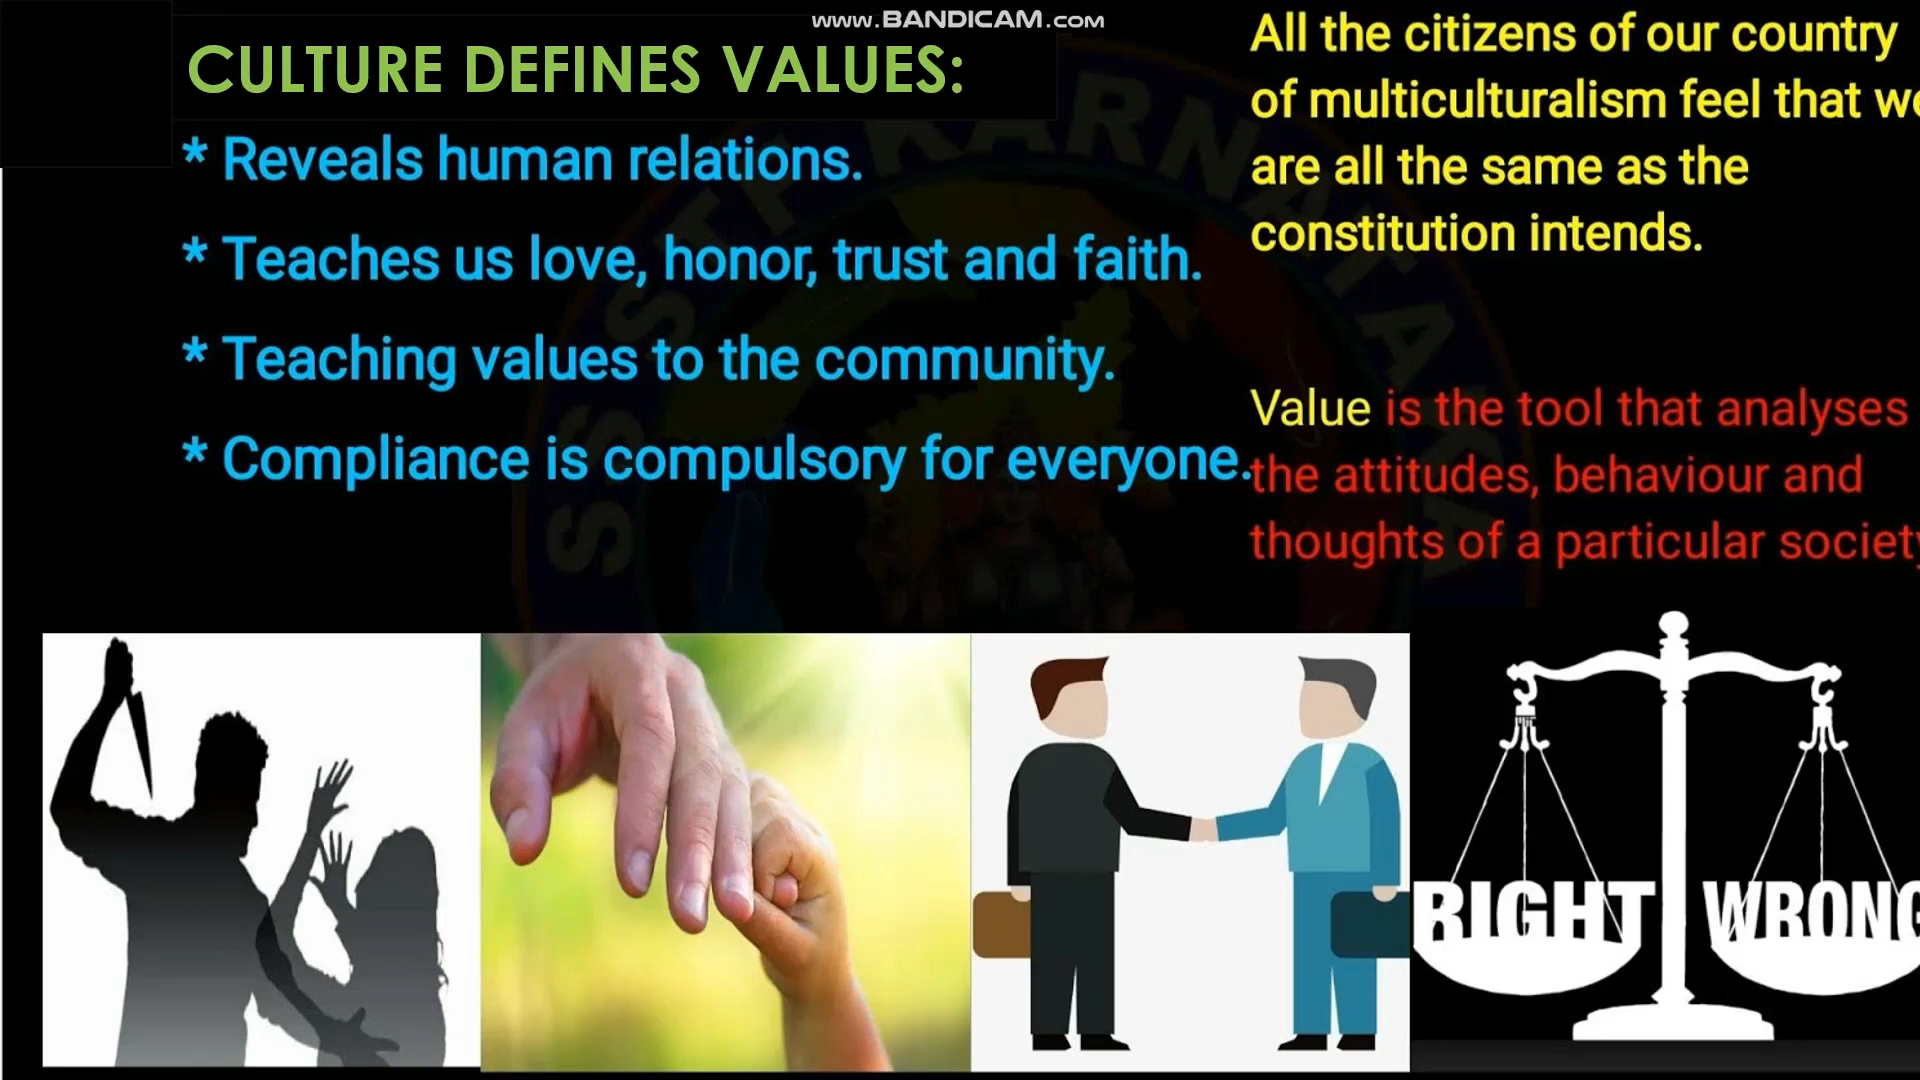 www.BANDICAM.com
CULTURE DEFINES VALUES:
* Reveals human relations.
* Teaches us love, honor, trust and faith.
* Teaching values to the community.
* Compliance is compulsory for everyone.
All the citizens of our country
of multiculturalism feel that we
are all the same as the
constitution intends.
Value is the tool that analyses
the attitudes, behaviour and
thoughts of a particular society
SSSTF KARNATAKA
RIGHT WRONG